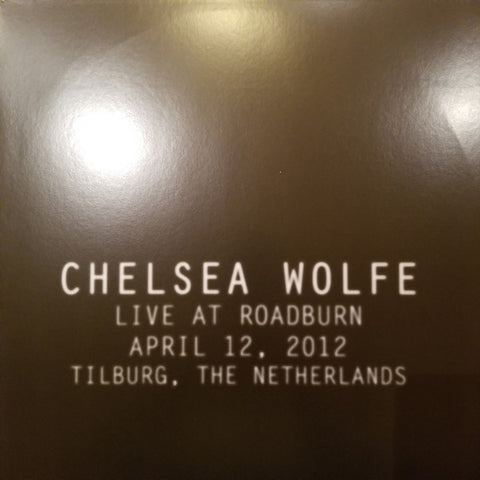 CHELSEA WOLFE
LIVE AT ROADBURN
APRIL 12, 2012
TILBURG, THE NETHERLANDS